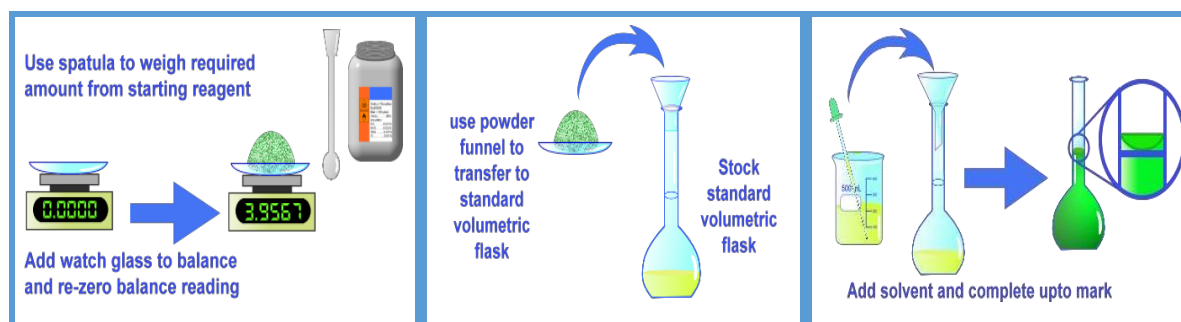 Use spatula to weigh required
amount from starting reagent
0.0000
3.9567
Add watch glass to balance
and re-zero balance reading
use powder
funnel to
transfer to
standard
volumetric
flask
Stock
standard
volumetric
flask
Add solvent and complete upto mark